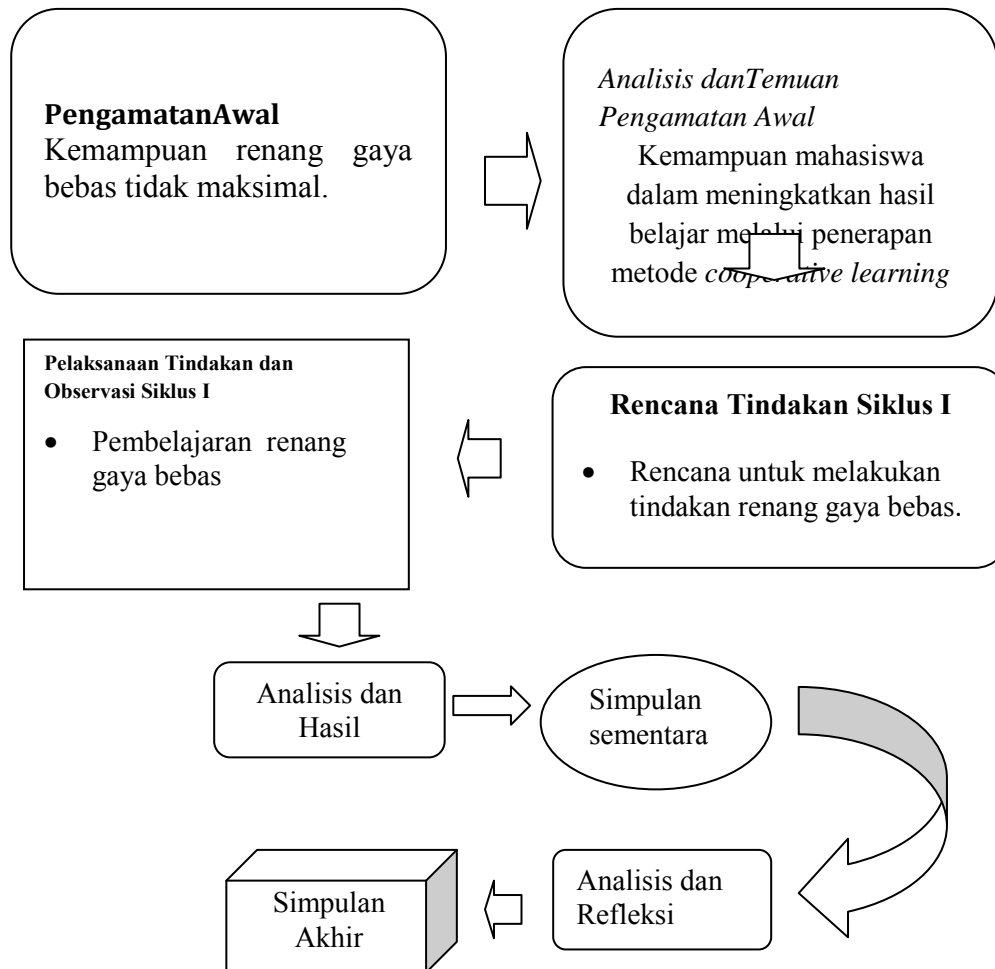 PengamatanAwal
Kemampuan renang gaya
bebas tidak maksimal.
Analisis danTemuan
Pengamatan Awal
Kemampuan mahasiswa
dalam meningkatkan hasil
belajar melalui penerapan
metode cooperative learning
Pelaksanaan Tindakan dan
Observasi Siklus I
• Pembelajaran renang
gaya bebas
Rencana Tindakan Siklus I
• Rencana untuk melakukan
tindakan renang gaya bebas.
Analisis dan
Hasil
Simpulan
sementara
Simpulan
Akhir
Analisis dan
Refleksi